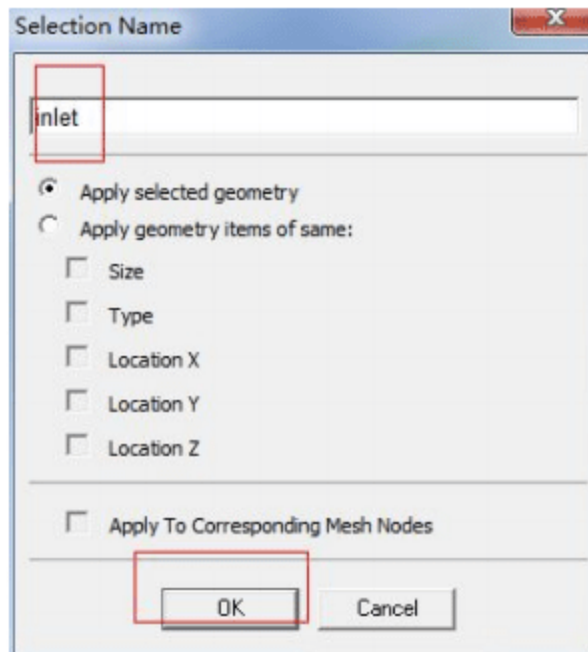 Selection Name
inlet
Apply selected geometry
Apply geometry items of same:
Size
Type
Location X
Location Y
Location Z
Apply To Corresponding Mesh Nodes
OK Cancel